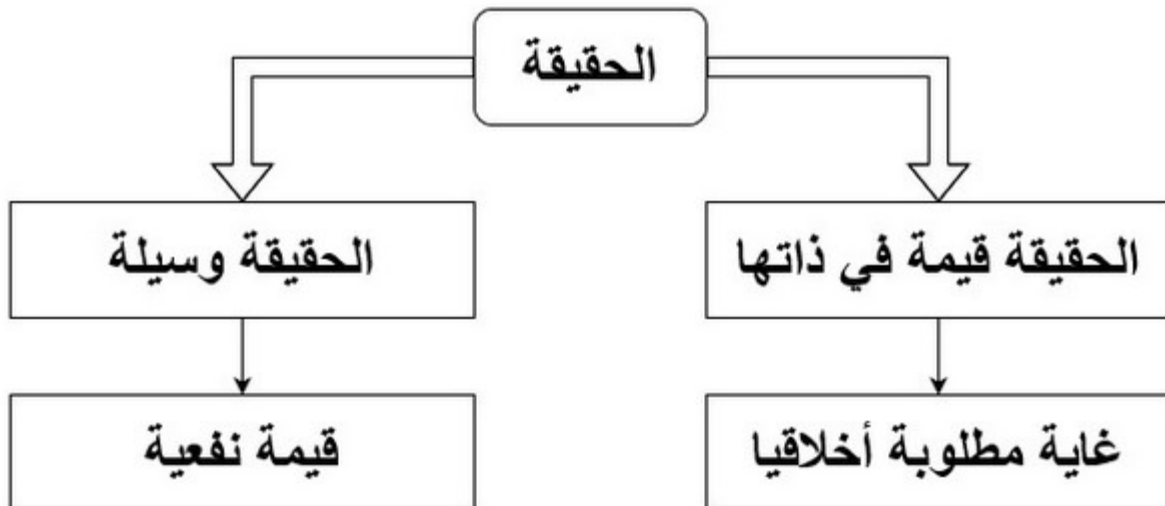 الحقيقة
الحقيقة قيمة في ذاتها
الحقيقة وسيلة
غاية مطلوبة أخلاقيا
قيمة نفعية